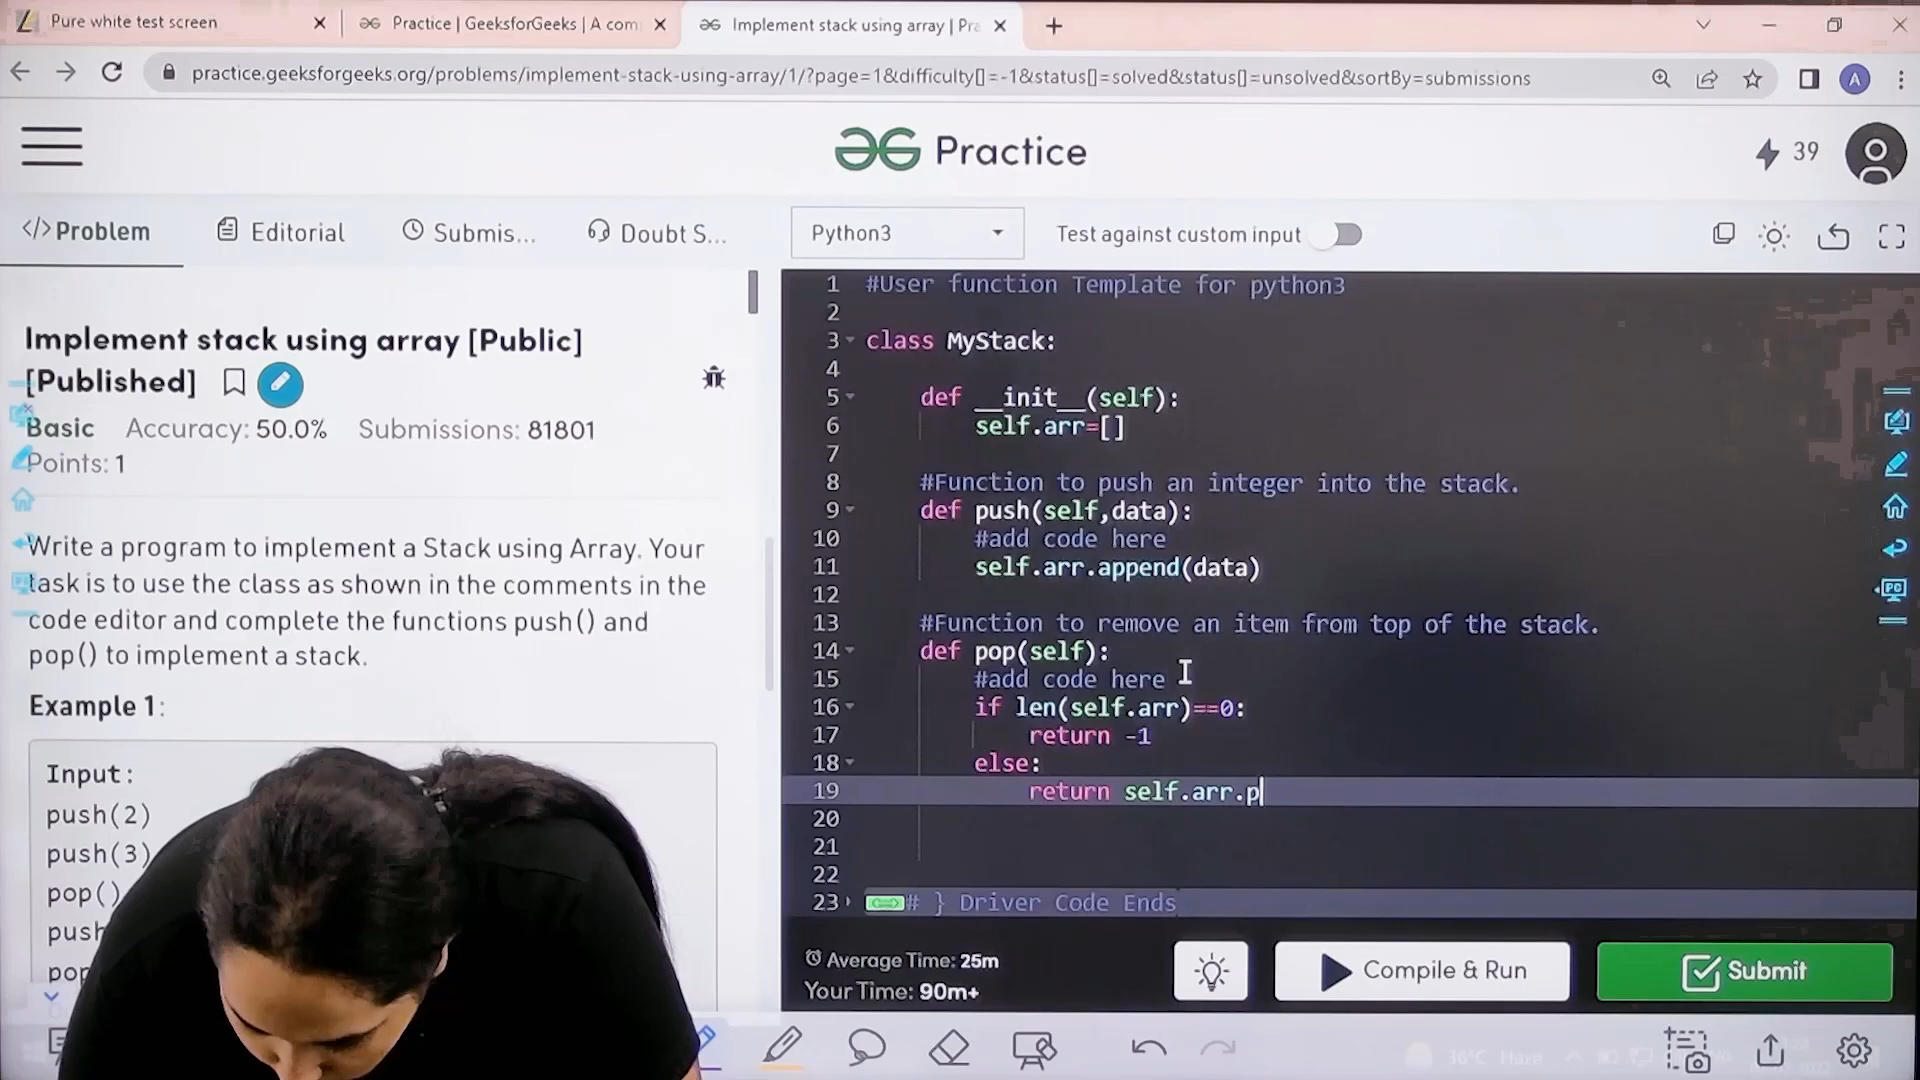 Pure white test screen
Practice | GeeksforGeeks | A com
Implement stack using array | Pra
practice.geeksforgeeks.org/problems/implement-stack-using-array/1/?page=1&difficulty[]=-1&status[]=solved&status[]=unsolved&sortBy=submissions
A
Practice
39
</>Problem
Editorial
Submis...
Doubt S...
Python3
Test against custom input
Implement stack using array [Public]
[Published]
Basic Accuracy: 50.0% Submissions: 81801
Points: 1
Write a program to implement a Stack using Array. Your
task is to use the class as shown in the comments in the
code editor and complete the functions push() and
pop() to implement a stack.
Example 1:
Input:
push(2)
push(3)
pop()
push
pop
1 #User function Template for python3
2
3 class MyStack:
4
5 def __init__(self):
6 self.arr=[]
7
8 #Function to push an integer into the stack.
9 def push(self,data):
10 #add code here
11 self.arr.append(data)
12
13 #Function to remove an item from top of the stack.
14 def pop(self):
15 #add code here
16 if len(self.arr)==0:
17 return -1
18 else:
19 return self.arr.p
20
21
22
23 # } Driver Code Ends
Average Time: 25m
Your Time: 90m+
Compile & Run
Submit
36°C Haze